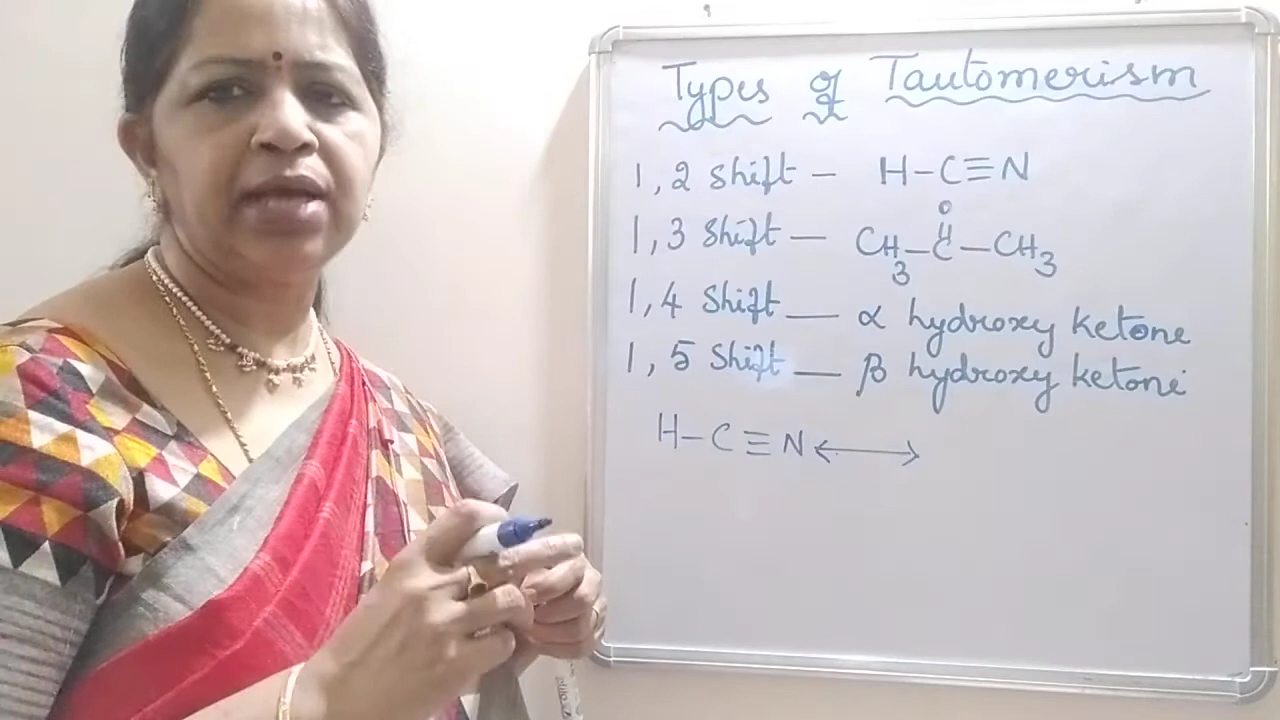 Types of Tautomerism
1,2 shift – H–C≡N
O
1,3 shift — CH3–C–CH3
1,4 shift — α hydroxy ketone
1,5 shift — β hydroxy ketone
H–C≡N ↔